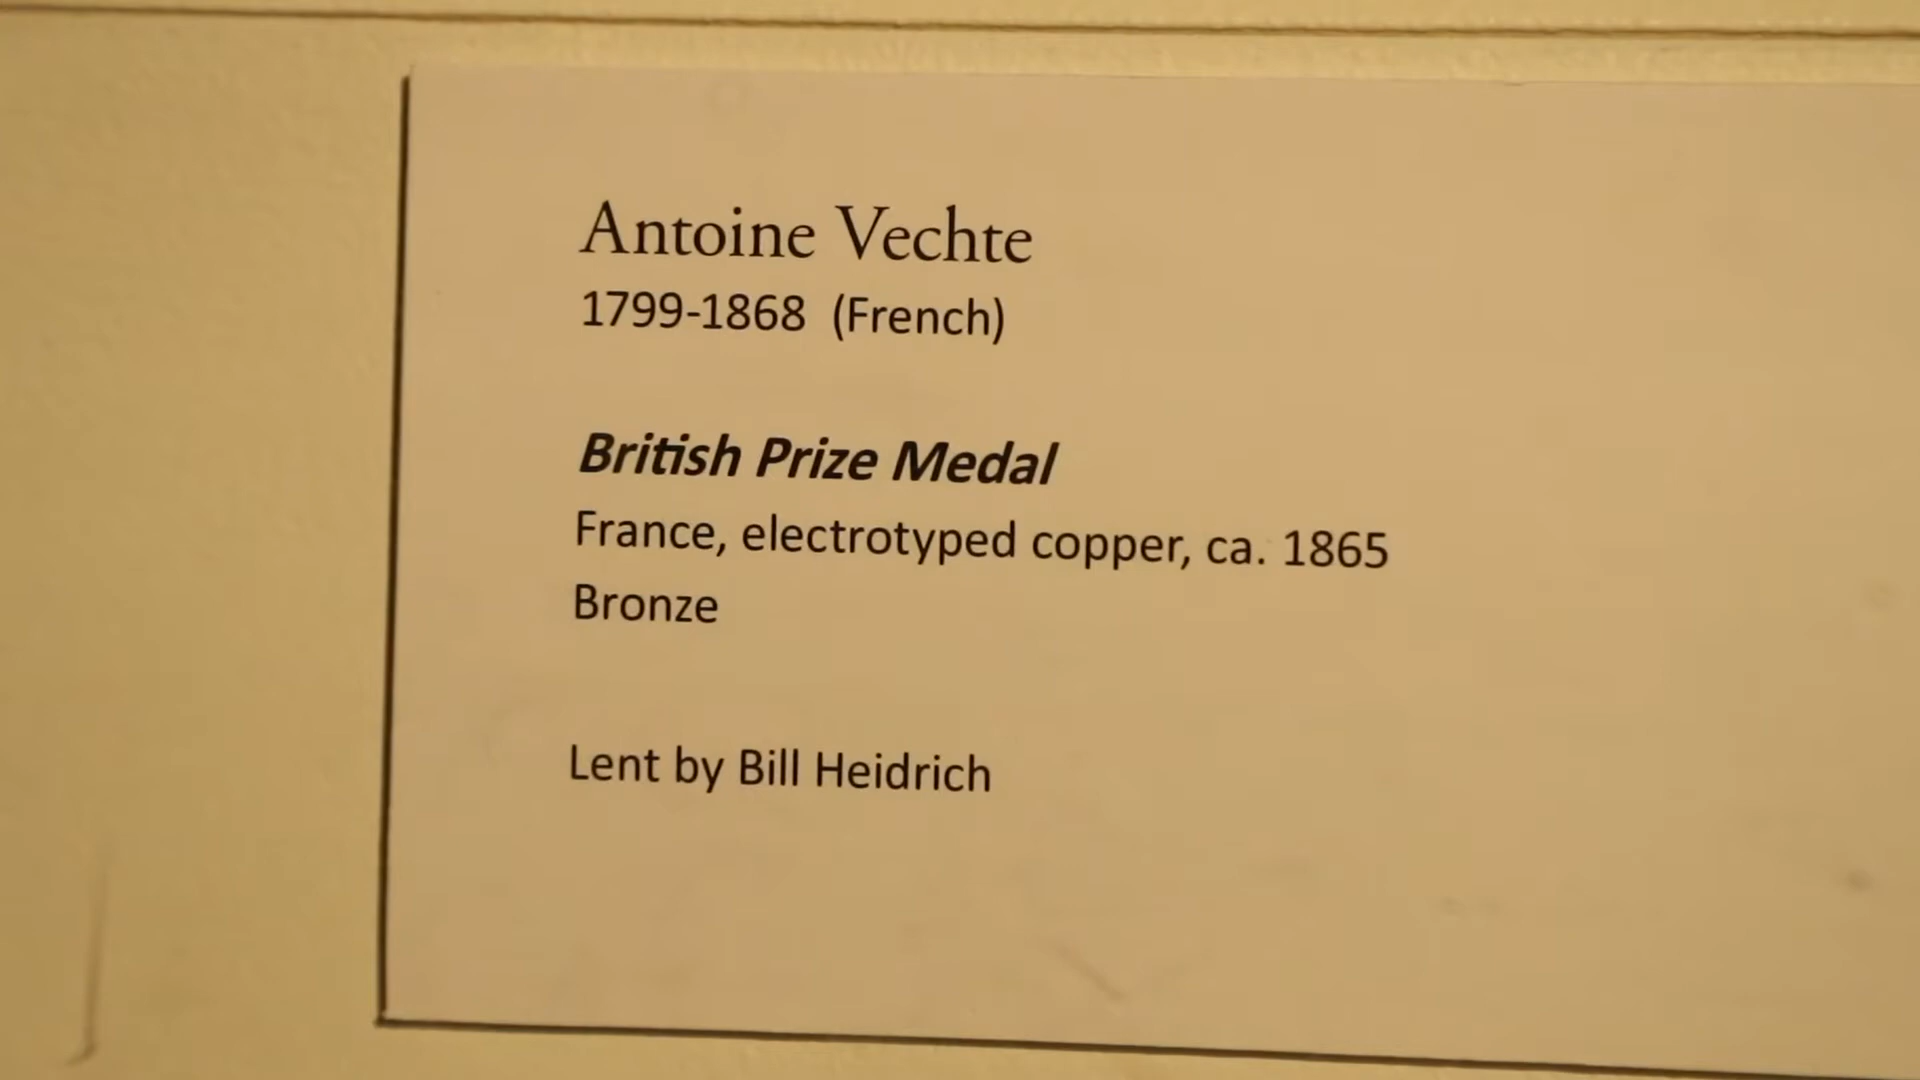 Antoine Vechte
1799-1868 (French)
British Prize Medal
France, electrotyped copper, ca. 1865
Bronze
Lent by Bill Heidrich